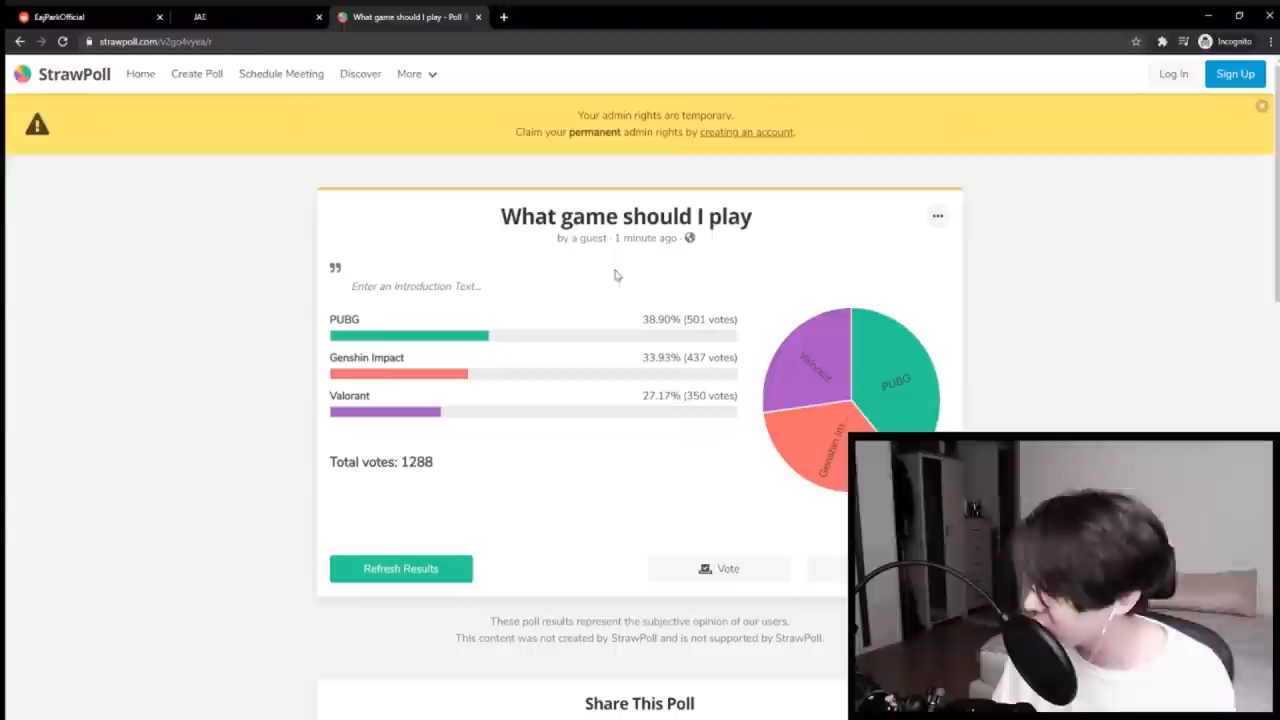 EajParkOfficial
JAE
What game should I play - Poll
strawpoll.com/v2go4vyea/r
Incognito
StrawPoll
Home
Create Poll
Schedule Meeting
Discover
More
Log In
Sign Up
Your admin rights are temporary.
Claim your permanent admin rights by creating an account.
What game should I play
by a guest · 1 minute ago ·
Enter an Introduction Text...
PUBG
38.90% (501 votes)
Genshin Impact
33.93% (437 votes)
Valorant
27.17% (350 votes)
Valorant
PUBG
Genshin Im...
Total votes: 1288
Refresh Results
Vote
These poll results represent the subjective opinion of our users.
This content was not created by StrawPoll and is not supported by StrawPoll.
Share This Poll